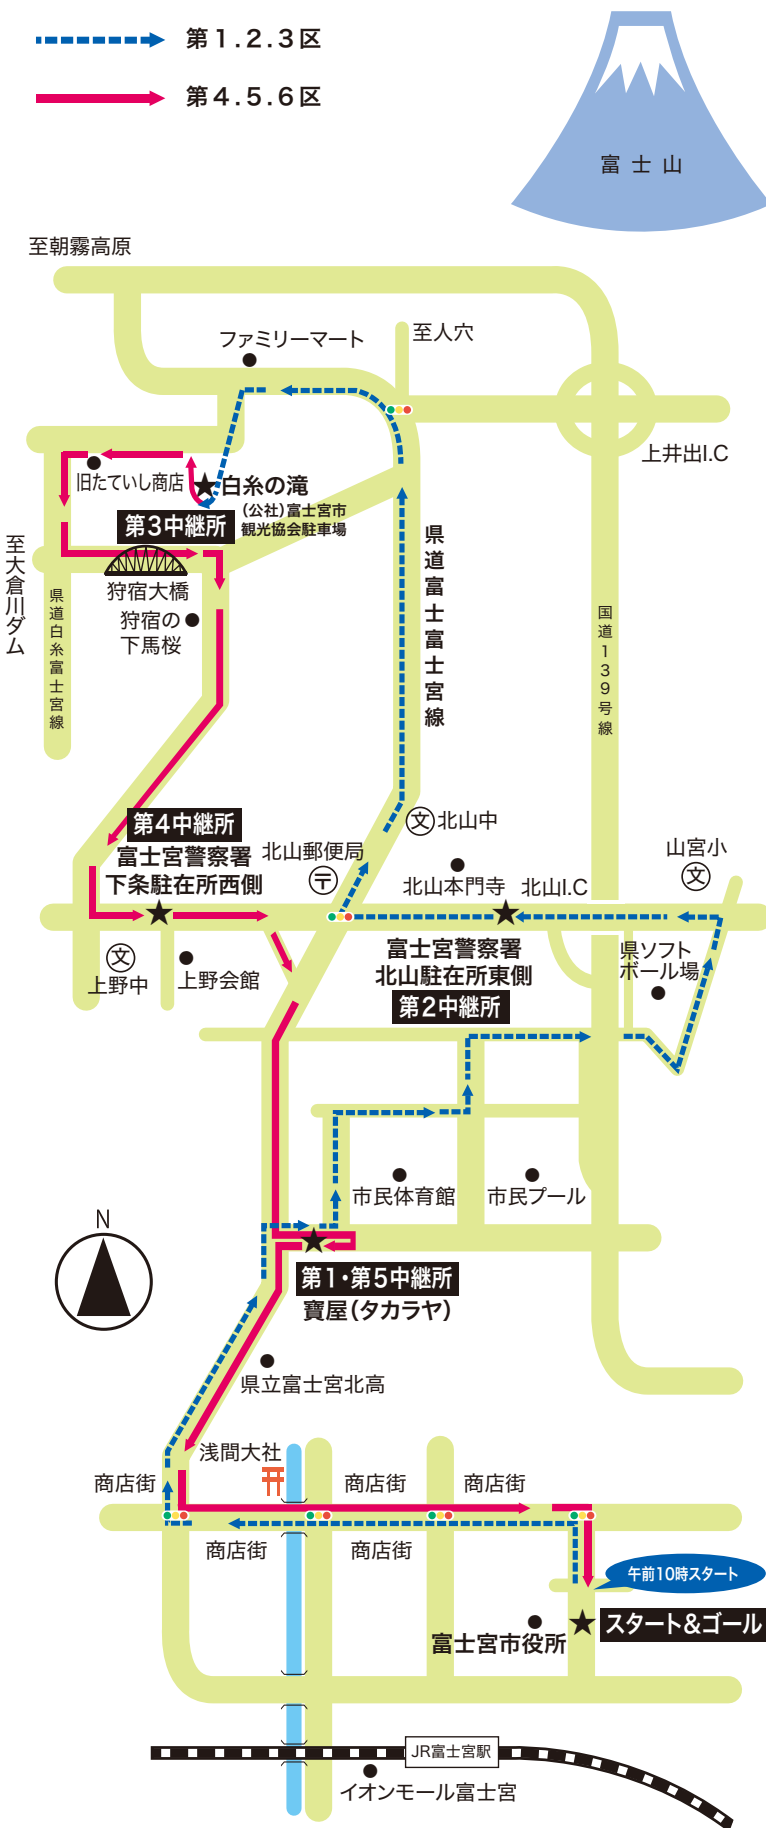 第1.2.3区
第4.5.6区
富士山
至朝霧高原
ファミリーマート
至人穴
上井出I.C
旧たていし商店
白糸の滝
(公社)富士宮市
観光協会駐車場
第3中継所
至大倉川ダム
狩宿大橋
狩宿の
下馬桜
県道白糸富士宮線
県道富士富士宮線
国道139号線
第4中継所
富士宮警察署
下条駐在所西側
北山郵便局
〒
文
北山中
北山本門寺
北山I.C
山宮小
文
文
上野中
上野会館
富士宮警察署
北山駐在所東側
第2中継所
県ソフト
ボール場
市民体育館
市民プール
N
第1・第5中継所
寶屋(タカラヤ)
県立富士宮北高
浅間大社
商店街
商店街
商店街
商店街
商店街
午前10時スタート
スタート&ゴール
富士宮市役所
JR富士宮駅
イオンモール富士宮